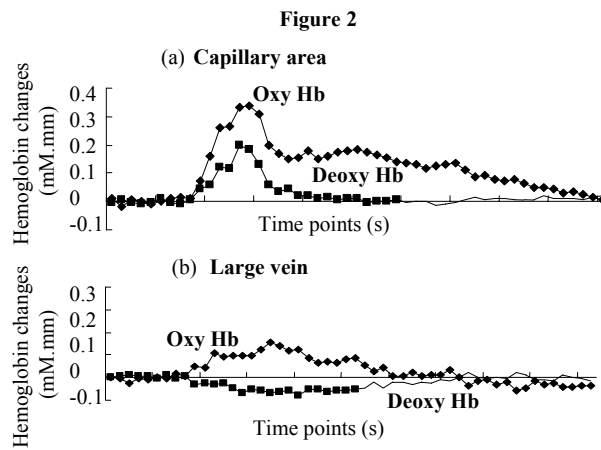 Figure 2
(a) Capillary area
Hemoglobin changes
(mM.mm)
0.4
0.3
0.2
0.1
0
-0.1
Oxy Hb
Deoxy Hb
Time points (s)
(b) Large vein
Hemoglobin changes
(mM.mm)
0.3
0.2
0.1
0
-0.1
Oxy Hb
Deoxy Hb
Time points (s)